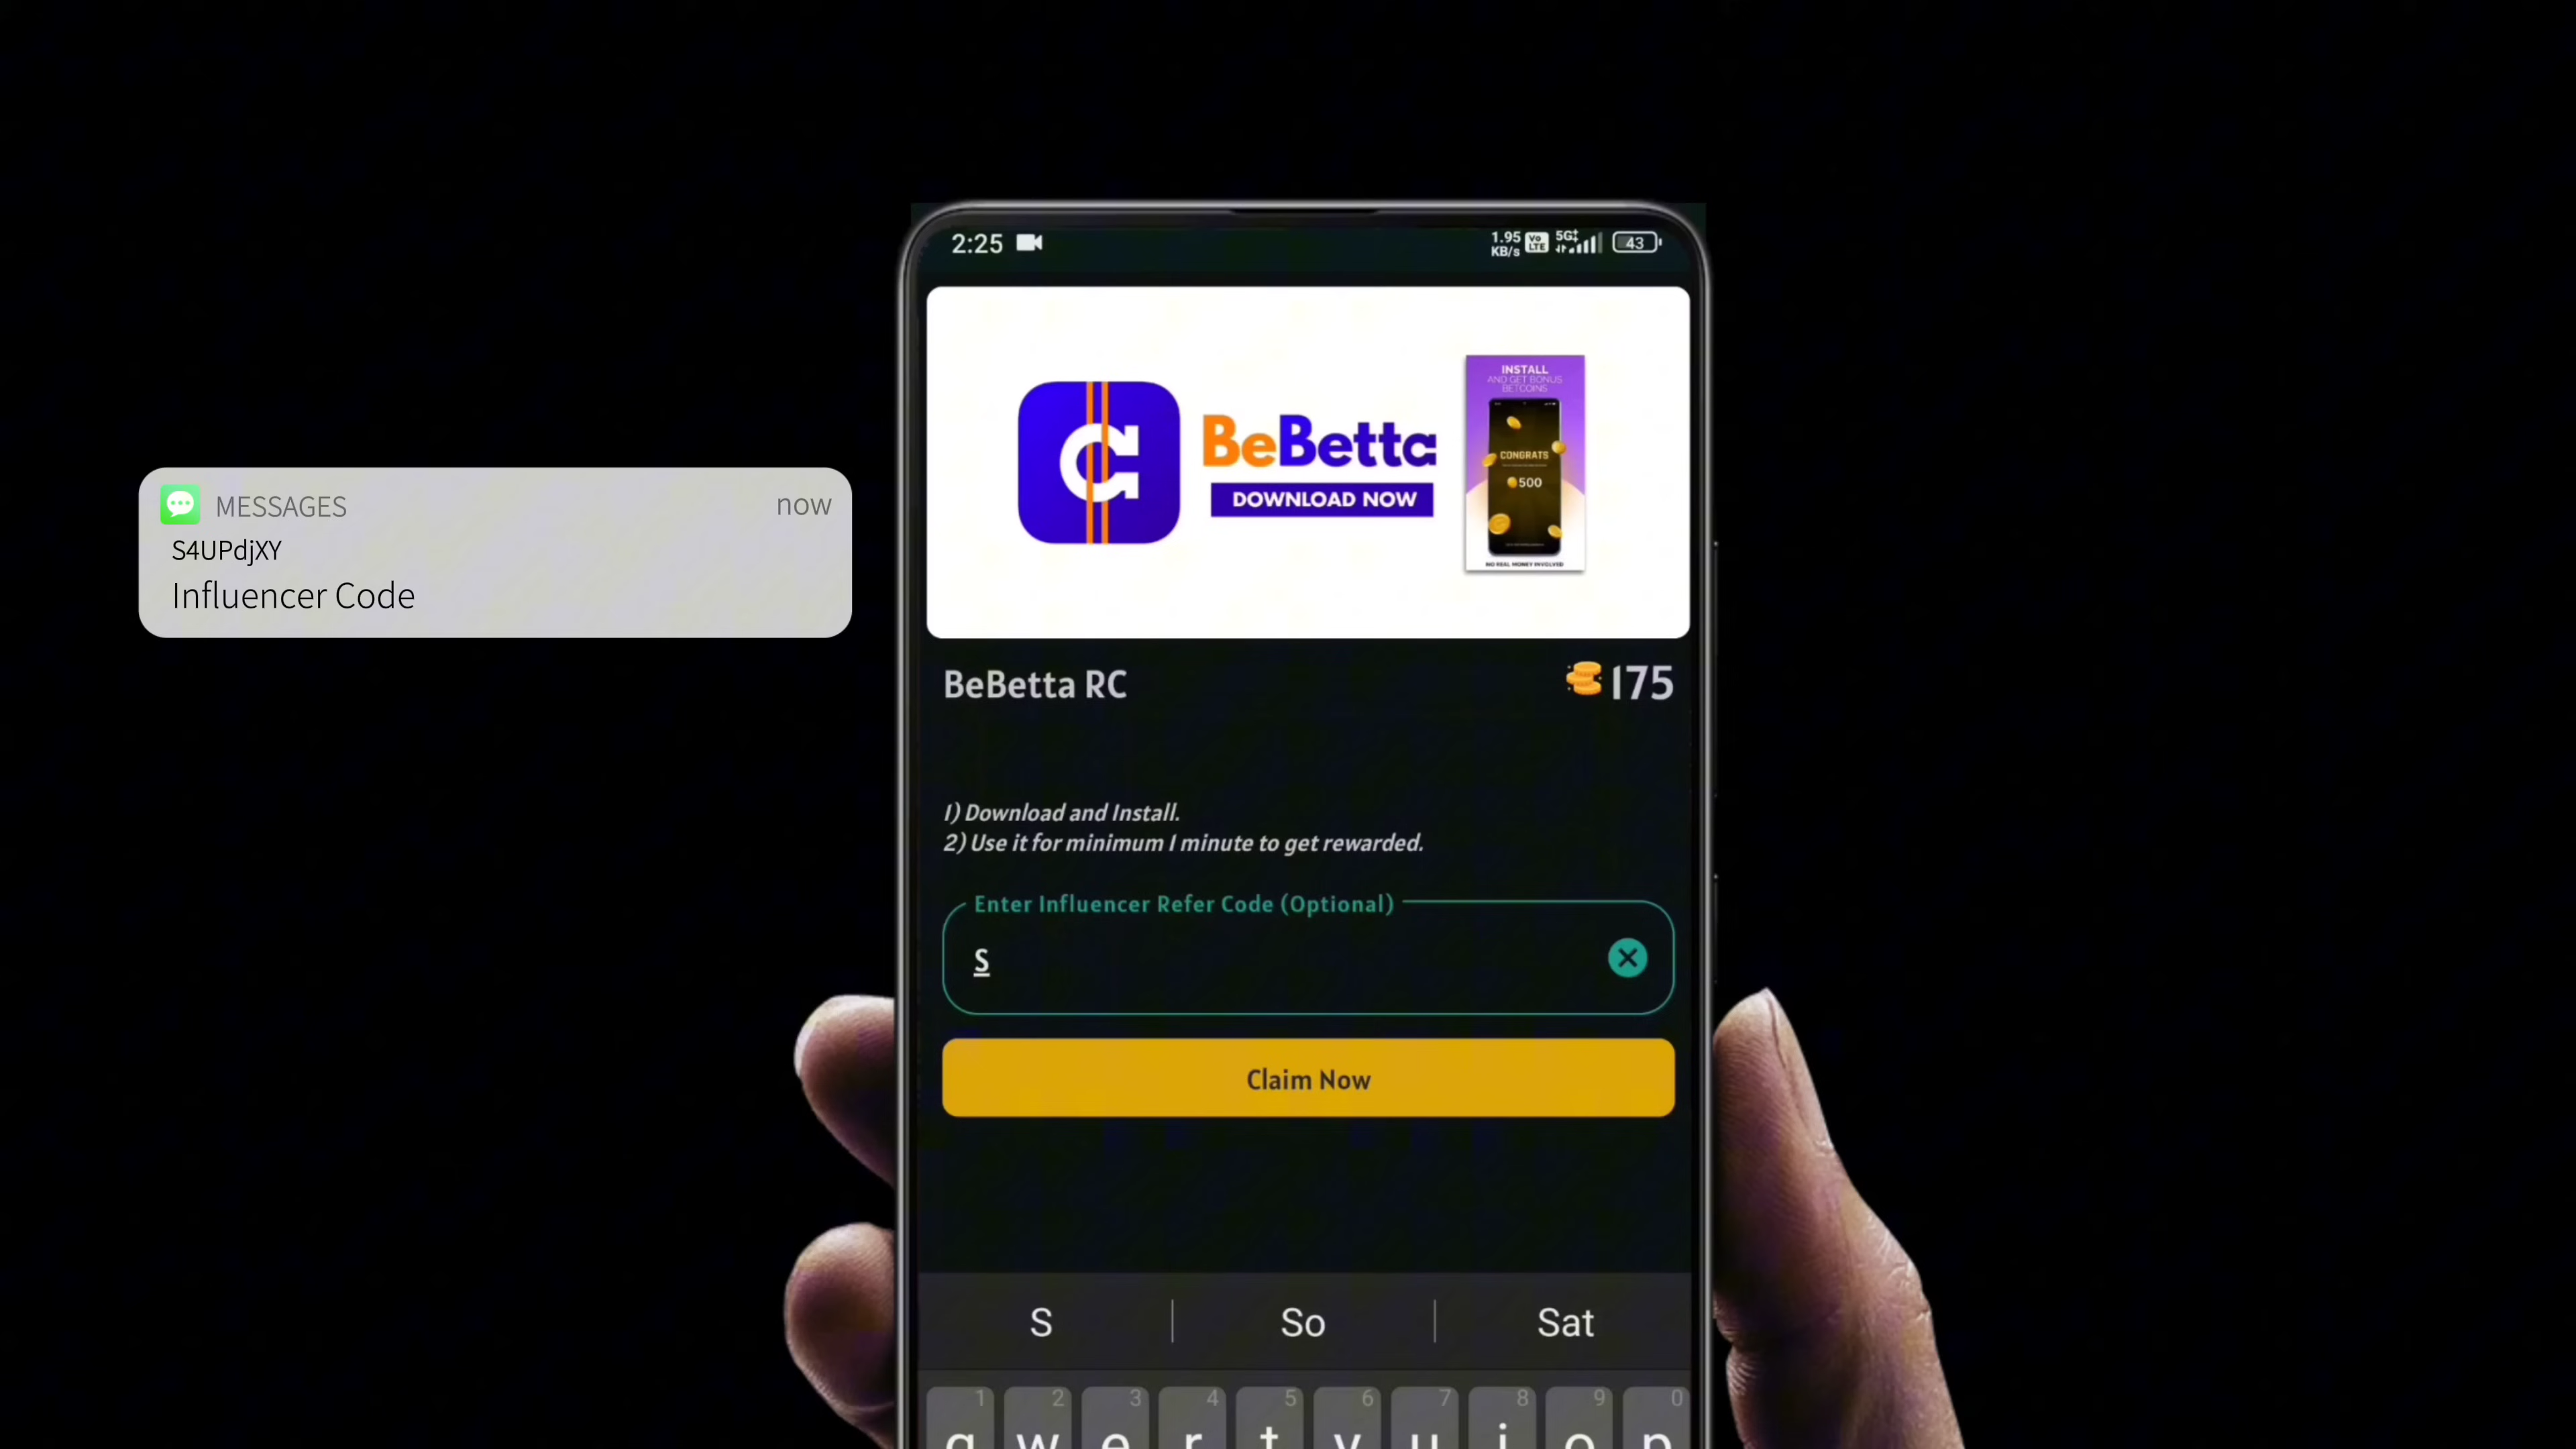 MESSAGES now
S4UPdjXY
Influencer Code
2:25 1.95 KB/s Vo LTE 5G 43
BeBetta
DOWNLOAD NOW
INSTALL
AND GET BONUS
BETCOINS
CONGRATS
500
NO REAL MONEY INVOLVED
BeBetta RC 175
1) Download and Install.
2) Use it for minimum 1 minute to get rewarded.
Enter Influencer Refer Code (Optional)
S
Claim Now
S So Sat
1 2 3 4 5 6 7 8 9 0
q w e r t y u i o p